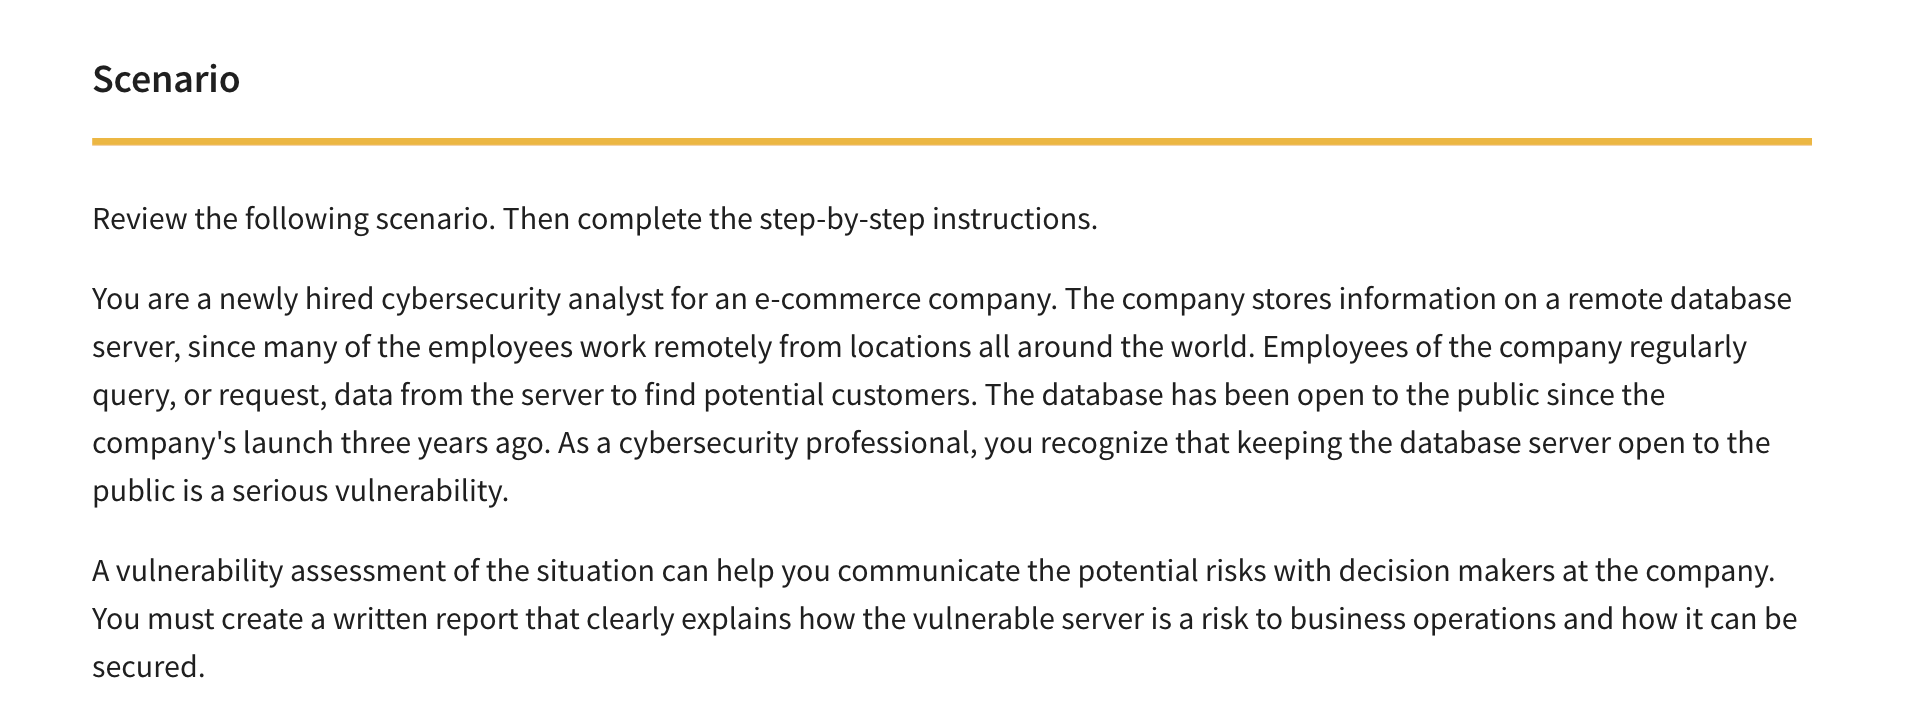 Scenario
Review the following scenario. Then complete the step-by-step instructions.
You are a newly hired cybersecurity analyst for an e-commerce company. The company stores information on a remote database
server, since many of the employees work remotely from locations all around the world. Employees of the company regularly
query, or request, data from the server to find potential customers. The database has been open to the public since the
company's launch three years ago. As a cybersecurity professional, you recognize that keeping the database server open to the
public is a serious vulnerability.
A vulnerability assessment of the situation can help you communicate the potential risks with decision makers at the company.
You must create a written report that clearly explains how the vulnerable server is a risk to business operations and how it can be
secured.